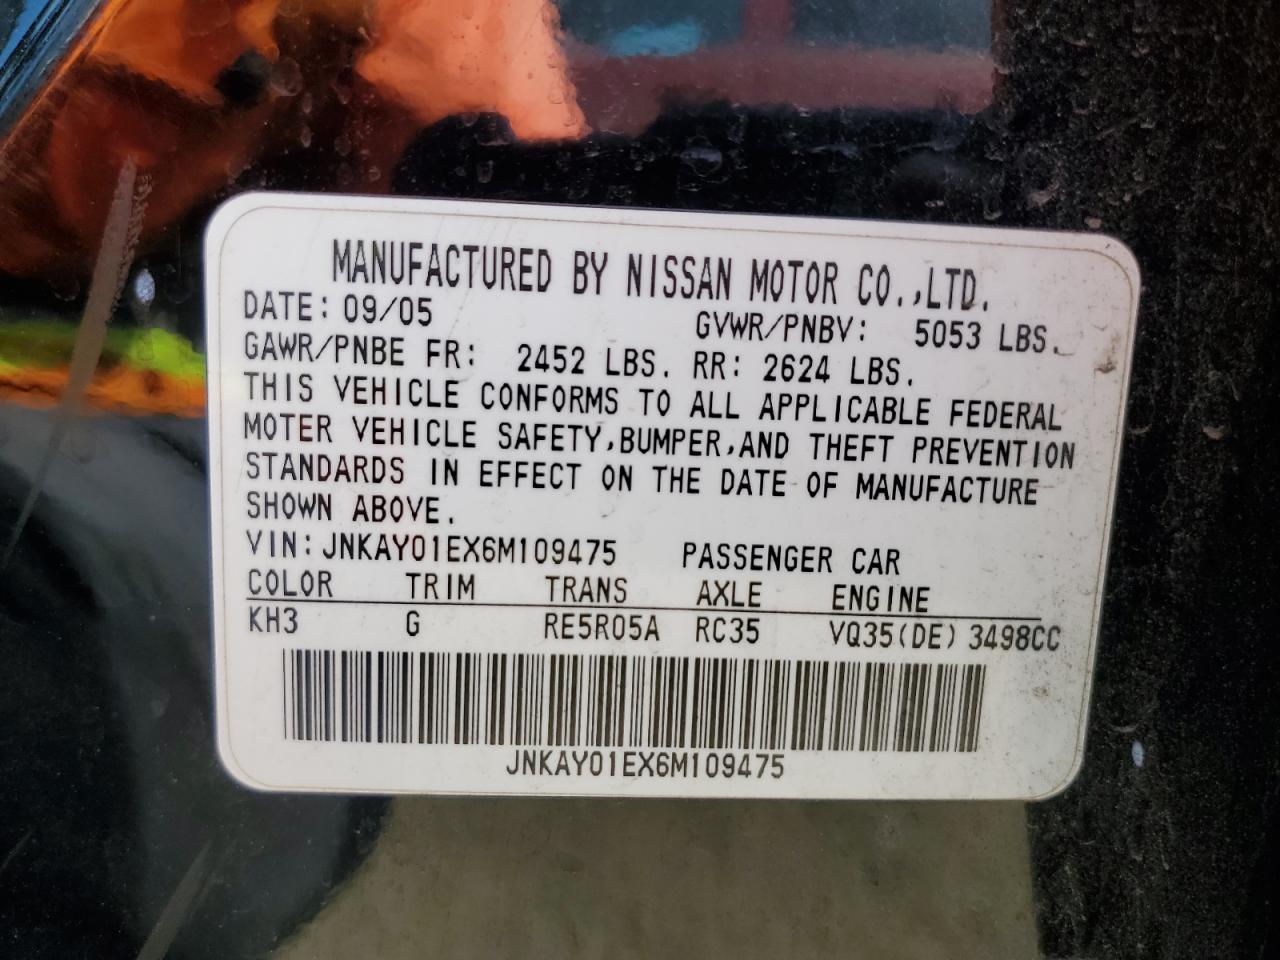 MANUFACTURED BY NISSAN MOTOR CO.,LTD.
DATE: 09/05 GVWR/PNBV: 5053 LBS.
GAWR/PNBE FR: 2452 LBS. RR: 2624 LBS.
THIS VEHICLE CONFORMS TO ALL APPLICABLE FEDERAL
MOTER VEHICLE SAFETY,BUMPER,AND THEFT PREVENTION
STANDARDS IN EFFECT ON THE DATE OF MANUFACTURE
SHOWN ABOVE.
VIN: JNKAY01EX6M109475 PASSENGER CAR
COLOR TRIM TRANS AXLE ENGINE
KH3 G RE5R05A RC35 VQ35(DE) 3498CC
JNKAY01EX6M109475